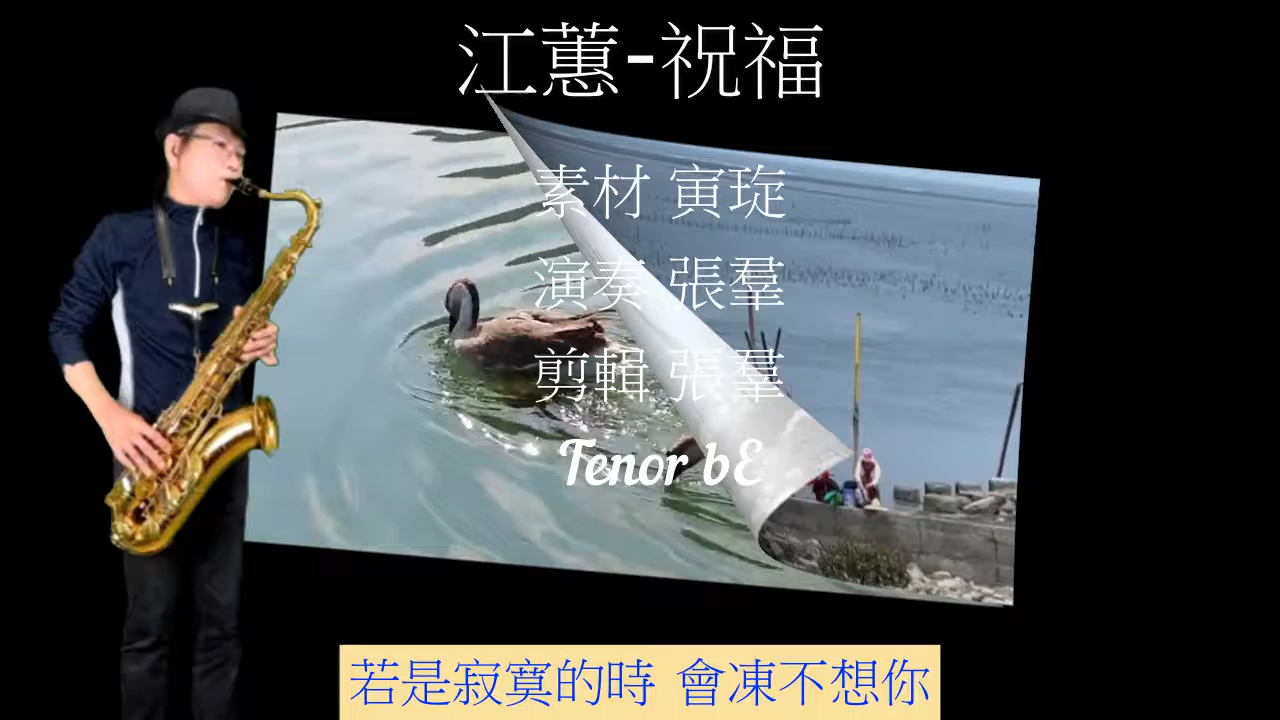 江蕙-祝福
素材 寅琁
演奏 張羣
剪輯 張羣
Tenor bE
若是寂寞的時 會凍不想你